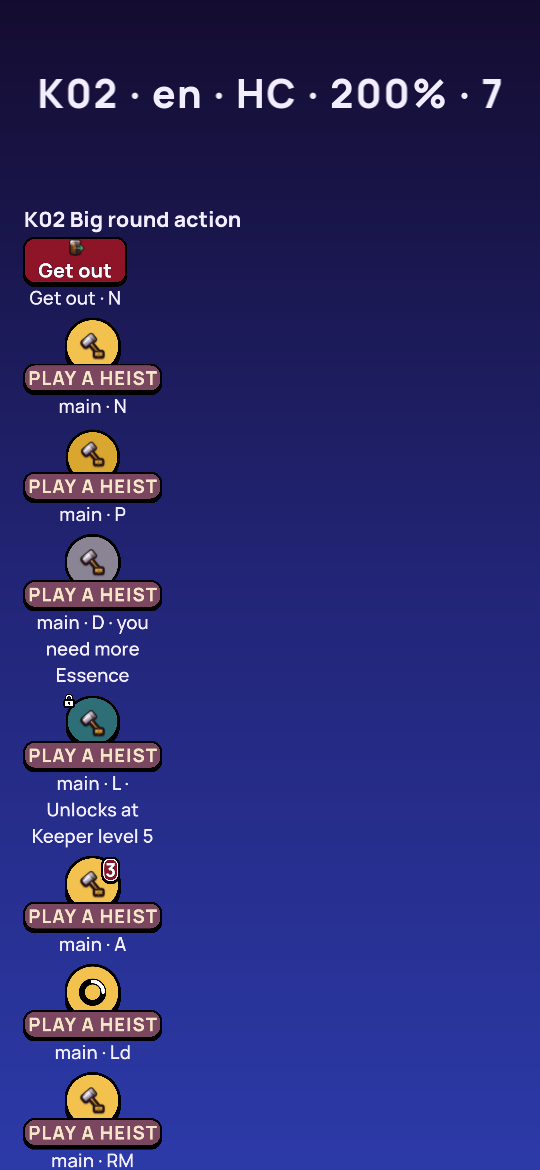 K02 · en · HC · 200% · 7
K02 Big round action
Get out
Get out · N
PLAY A HEIST
main · N
PLAY A HEIST
main · P
PLAY A HEIST
main · D · you
need more
Essence
PLAY A HEIST
main · L ·
Unlocks at
Keeper level 5
3
PLAY A HEIST
main · A
PLAY A HEIST
main · Ld
PLAY A HEIST
main · RM